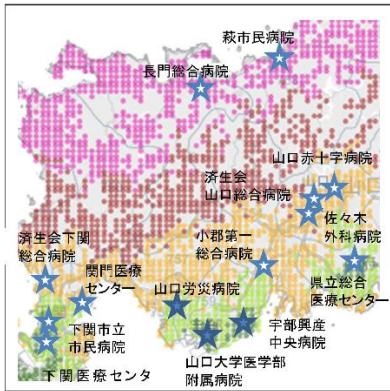 萩市民病院
長門総合病院
山口赤十字病院
済生会
山口総合病院
佐々木
外科病院
小郡第一
総合病院
済生会下関
総合病院
関門医療
センター
山口労災病院
県立総合
医療センター
宇部興産
中央病院
下関市立
市民病院
山口大学医学部
附属病院
下関医療センタ